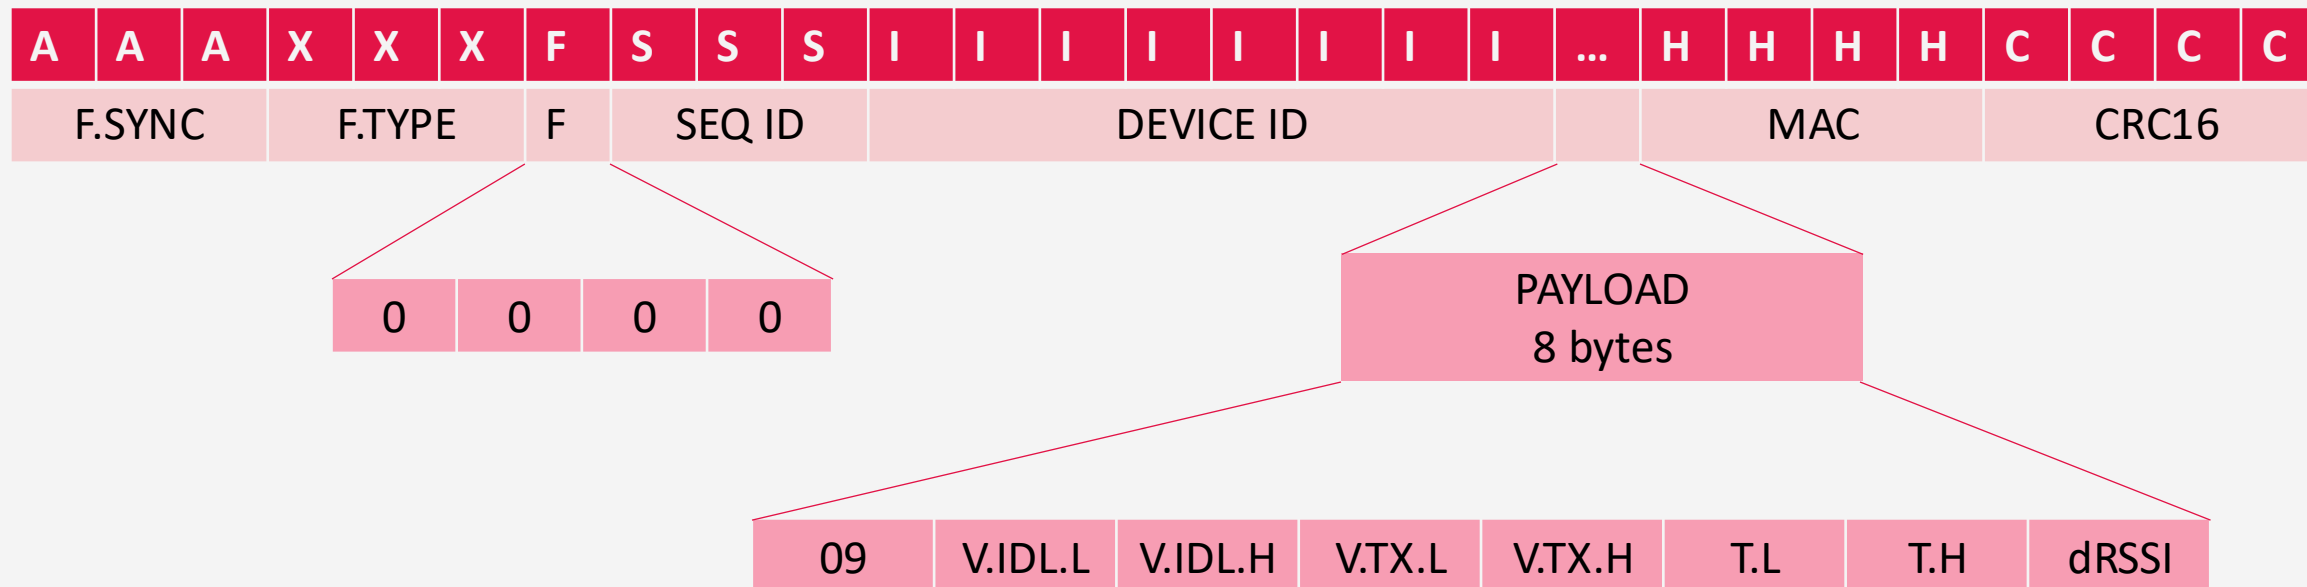 A A A X X X F S S S I I I I I I I I ... H H H H C C C C
F.SYNC F.TYPE F SEQ ID DEVICE ID MAC CRC16
0 0 0 0
PAYLOAD
8 bytes
09 V.IDL.L V.IDL.H V.TX.L V.TX.H T.L T.H dRSSI